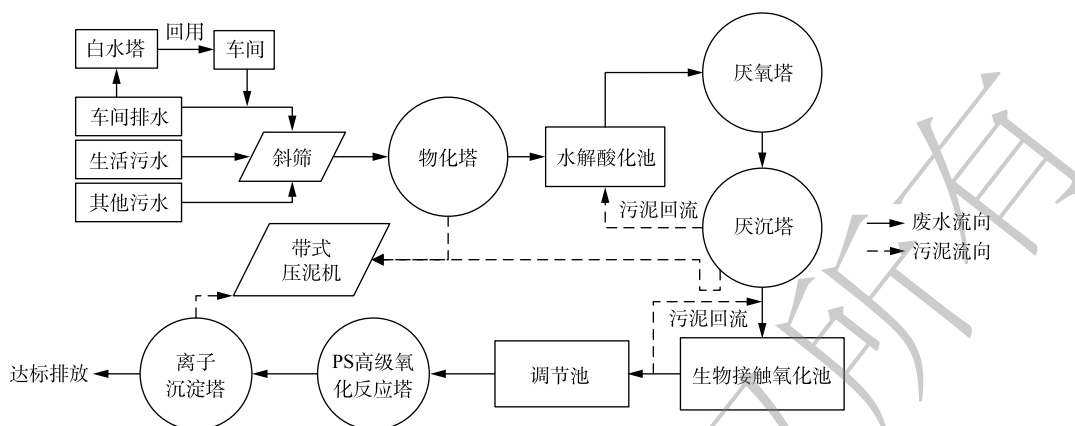 回用
白水塔
车间
车间排水
生活污水
其他污水
斜筛
物化塔
水解酸化池
厌氧塔
厌沉塔
污泥回流
废水流向
污泥流向
带式
压泥机
污泥回流
达标排放
离子
沉淀塔
PS高级氧
化反应塔
调节池
生物接触氧化池
所有